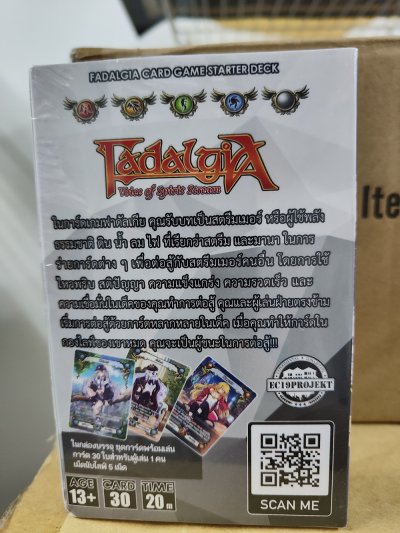 FADALGIA CARD GAME STARTER DECK
FadalgiA
Voice of Spirit Stream
ในการ์ดเกมฟาดัลเกีย คุณรับบทเป็นสตรีมเมอร์ หรือผู้ใช้พลัง
ธรรมชาติ ดิน น้ำ ลม ไฟ ที่เรียกว่าสตรีม และมานา ในการ
ร่ายการ์ดต่าง ๆ เพื่อต่อสู้กับสตรีมเมอร์คนอื่น โดยการใช้
ไหวพริบ สติปัญญา ความแข็งแกร่ง ความรวดเร็ว และ
ความเชื่อมั่นในเด็คของคุณทำการต่อสู้ คุณและผู้เล่นฝ่ายตรงข้าม
เริ่มการต่อสู้ด้วยการ์ดหลากหลายในเด็ค เมื่อคุณทำให้การ์ดใน
กองไลฟ์ของเขาหมด คุณจะเป็นผู้ชนะในการต่อสู้!!!
EC19PROJEKT
ในกล่องบรรจุ ชุดการ์ดพร้อมเล่น
การ์ด 30 ใบสำหรับผู้เล่น 1 คน
เม็ดนับไลฟ์ 5 เม็ด
AGE CARD TIME
13+ 30 20m
SCAN ME
Ite